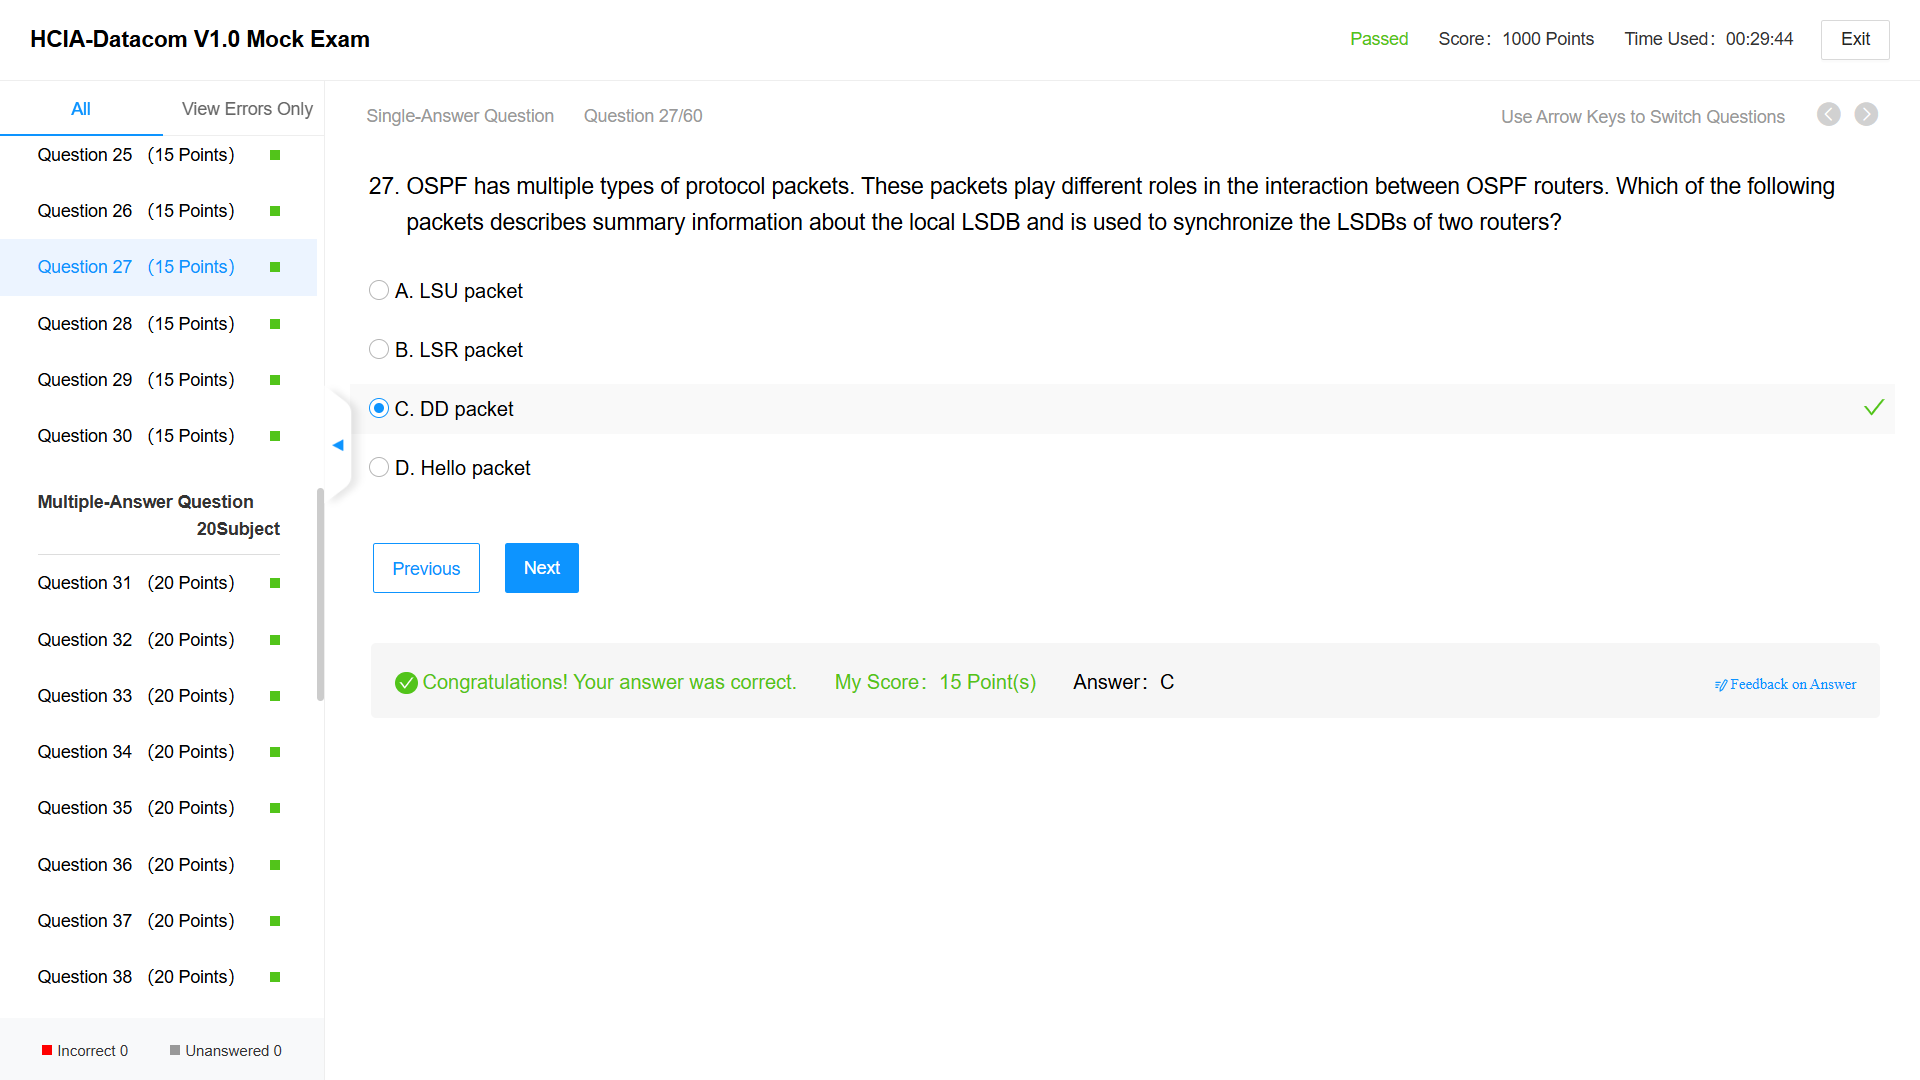 HCIA-Datacom V1.0 Mock Exam
Passed Score: 1000 Points Time Used: 00:29:44 Exit
All View Errors Only
Question 25 (15 Points)
Question 26 (15 Points)
Question 27 (15 Points)
Question 28 (15 Points)
Question 29 (15 Points)
Question 30 (15 Points)
Multiple-Answer Question
20Subject
Question 31 (20 Points)
Question 32 (20 Points)
Question 33 (20 Points)
Question 34 (20 Points)
Question 35 (20 Points)
Question 36 (20 Points)
Question 37 (20 Points)
Question 38 (20 Points)
Incorrect 0 Unanswered 0
Single-Answer Question Question 27/60 Use Arrow Keys to Switch Questions
27. OSPF has multiple types of protocol packets. These packets play different roles in the interaction between OSPF routers. Which of the following
packets describes summary information about the local LSDB and is used to synchronize the LSDBs of two routers?
A. LSU packet
B. LSR packet
C. DD packet
D. Hello packet
Previous Next
Congratulations! Your answer was correct. My Score: 15 Point(s) Answer: C Feedback on Answer